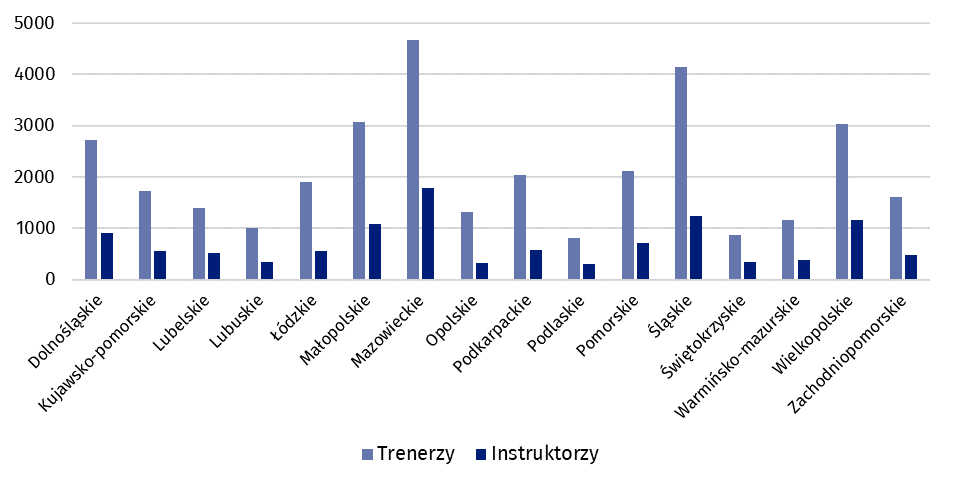 5000
4000
3000
2000
1000
0
Dolnośląskie
Kujawsko-pomorskie
Lubelskie
Lubuskie
Łódzkie
Małopolskie
Mazowieckie
Opolskie
Podkarpackie
Podlaskie
Pomorskie
Śląskie
Świętokrzyskie
Warmińsko-mazurskie
Wielkopolskie
Zachodniopomorskie
Trenerzy Instruktorzy